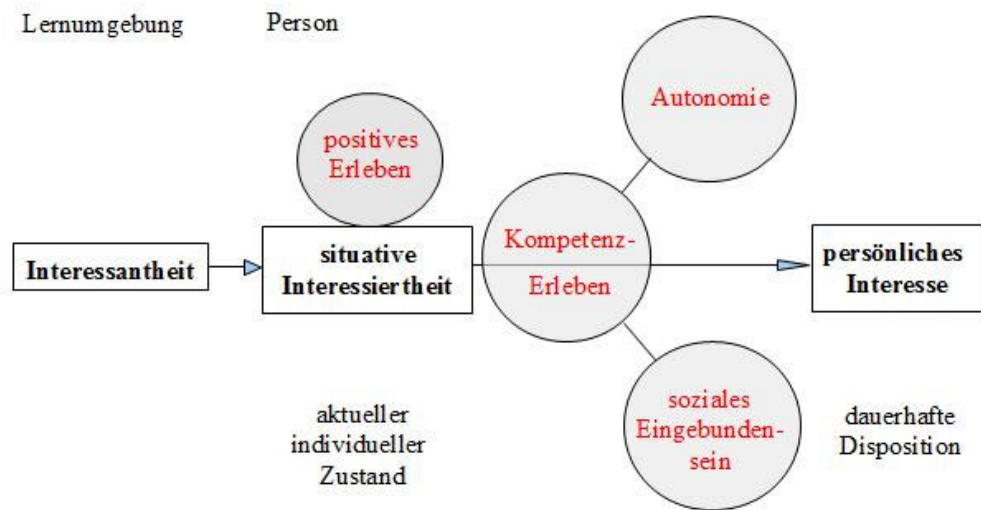 Lernumgebung
Person
Autonomie
positives
Erleben
Kompetenz-
Erleben
Interessantheit
situative
Interessiertheit
persönliches
Interesse
aktueller
individueller
Zustand
soziales
Eingebunden-
sein
dauerhafte
Disposition